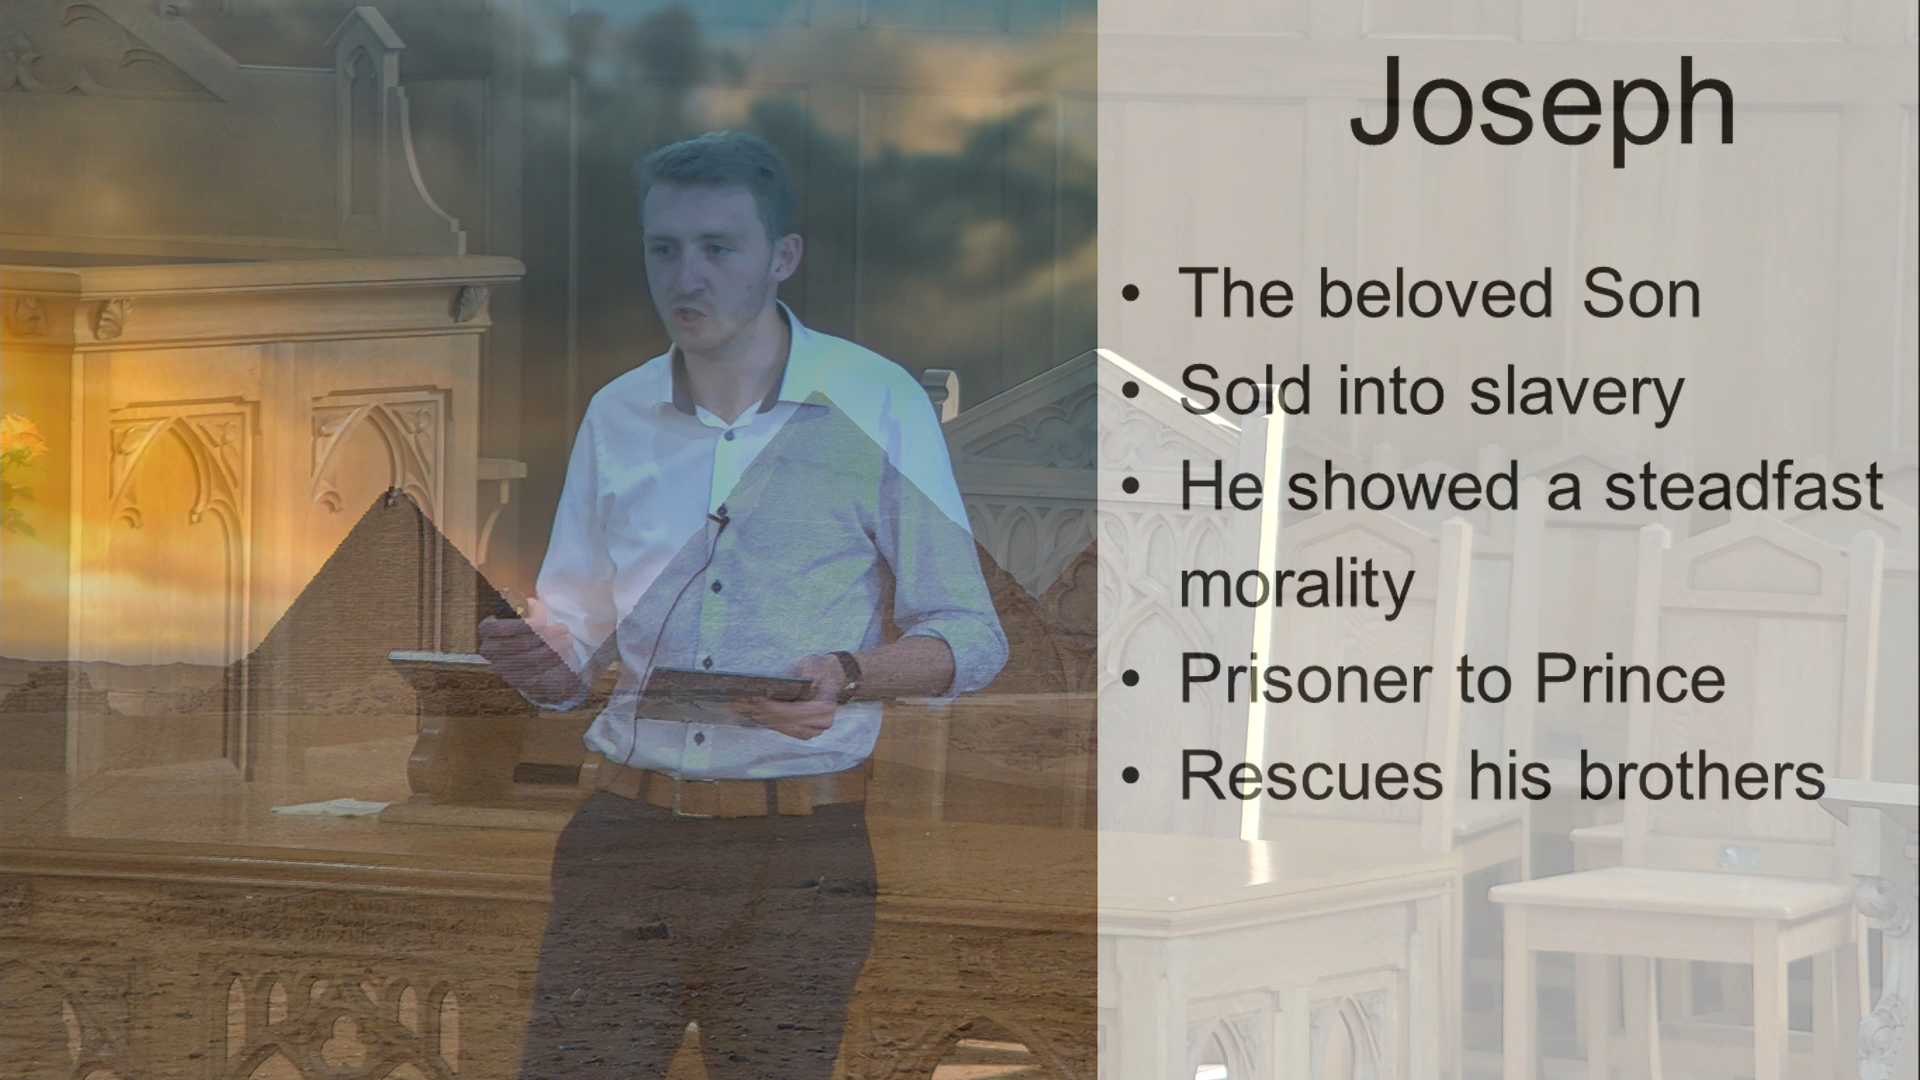 Joseph
• The beloved Son
• Sold into slavery
• He showed a steadfast
morality
• Prisoner to Prince
• Rescues his brothers